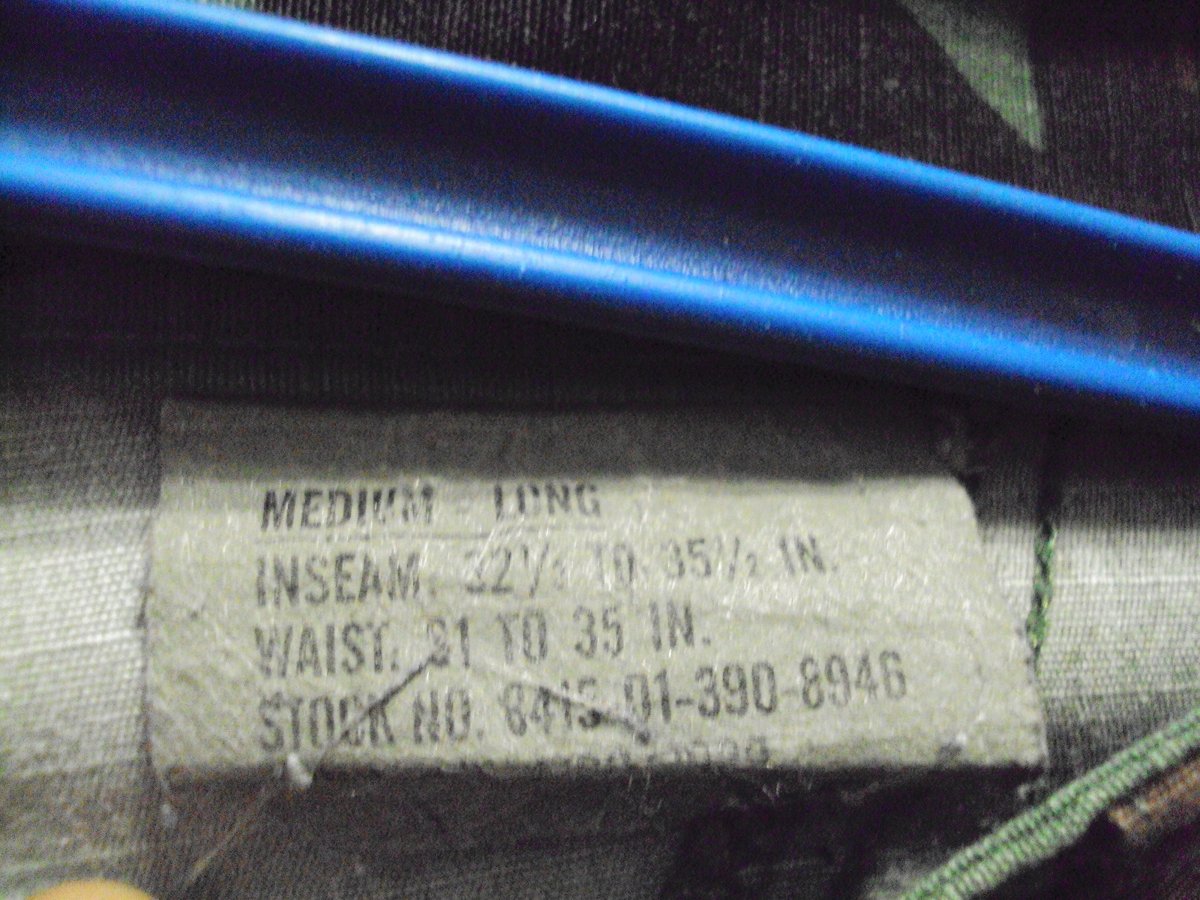 MEDIUM - LONG
INSEAM. 32½ TO 35½ IN.
WAIST. 31 TO 35 IN.
STOCK NO. 8415-01-390-8946